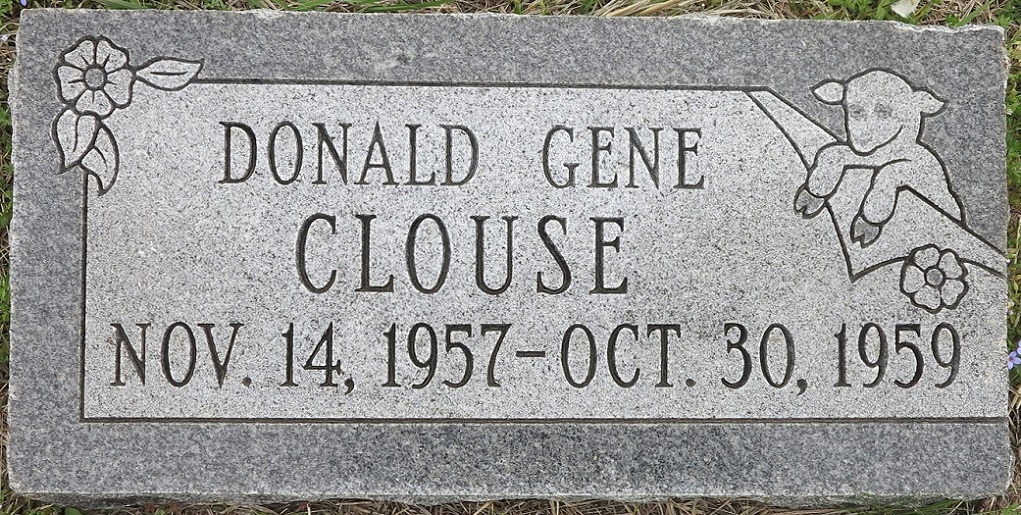 DONALD GENE
CLOUSE
NOV. 14, 1957-OCT. 30, 1959